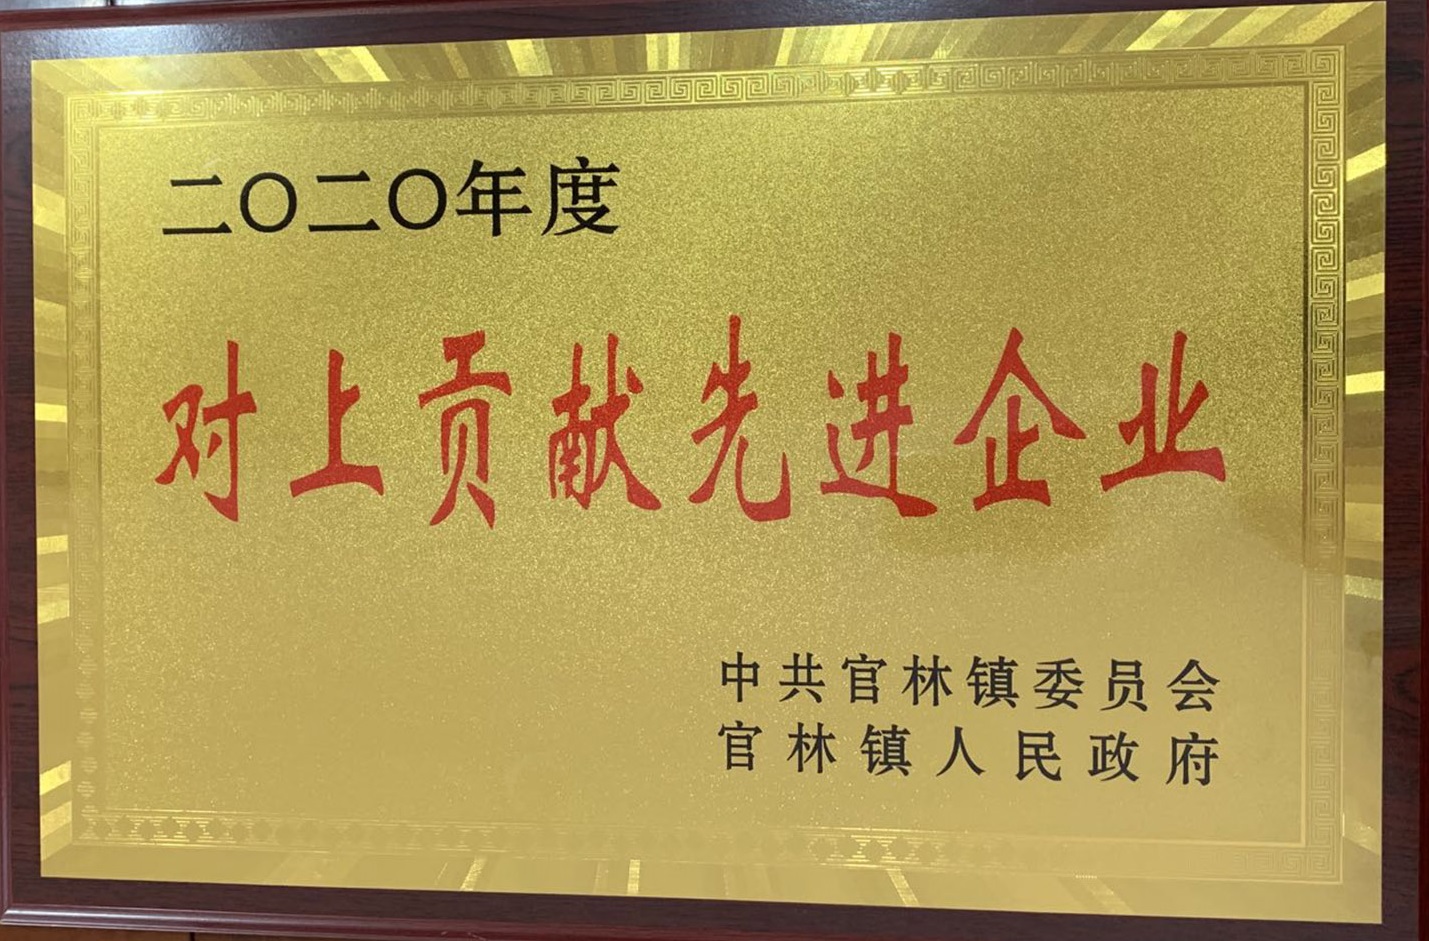 二〇二〇年度
对上贡献先进企业
中共官林镇委员会
官林镇人民政府